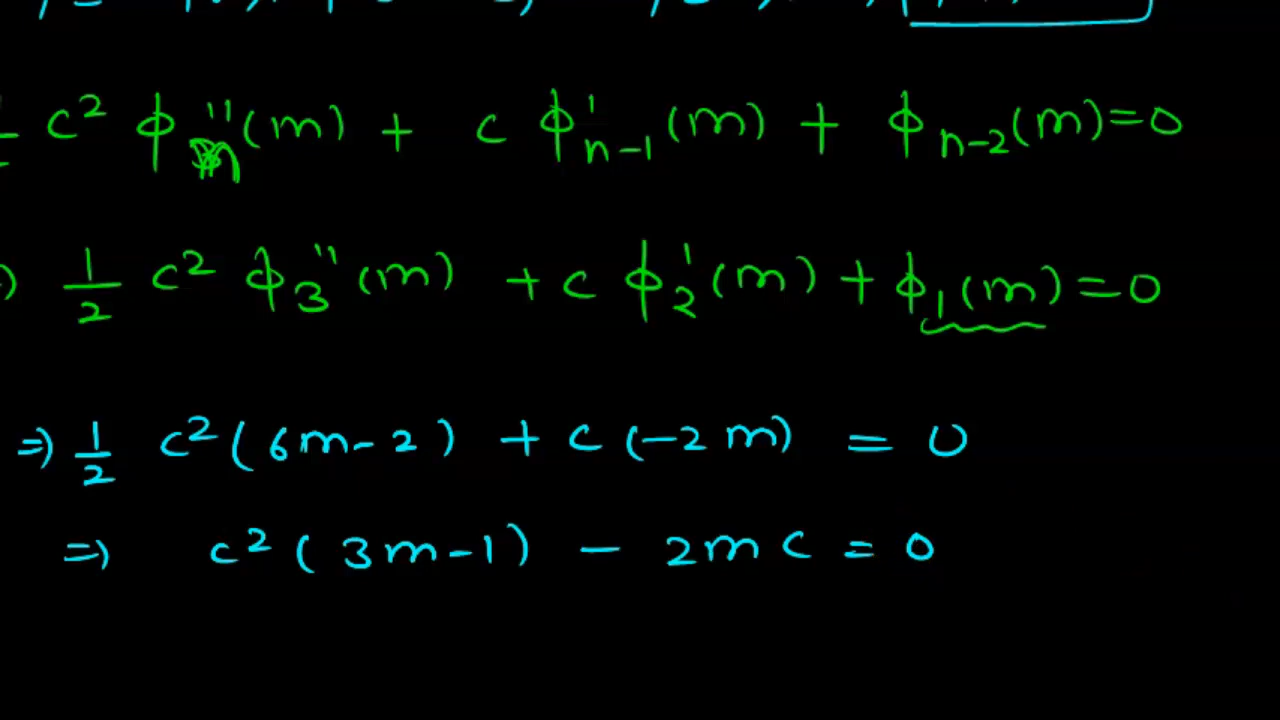 c² ϕₙ''(m) + c ϕ'ₙ₋₁(m) + ϕₙ₋₂(m)=0
⇒ 1/2 c² ϕ₃''(m) + c ϕ₂'(m) + ϕ₁(m) = 0
⇒ 1/2 c²(6m-2) + c(-2m) = 0
⇒ c²(3m-1) - 2mc = 0